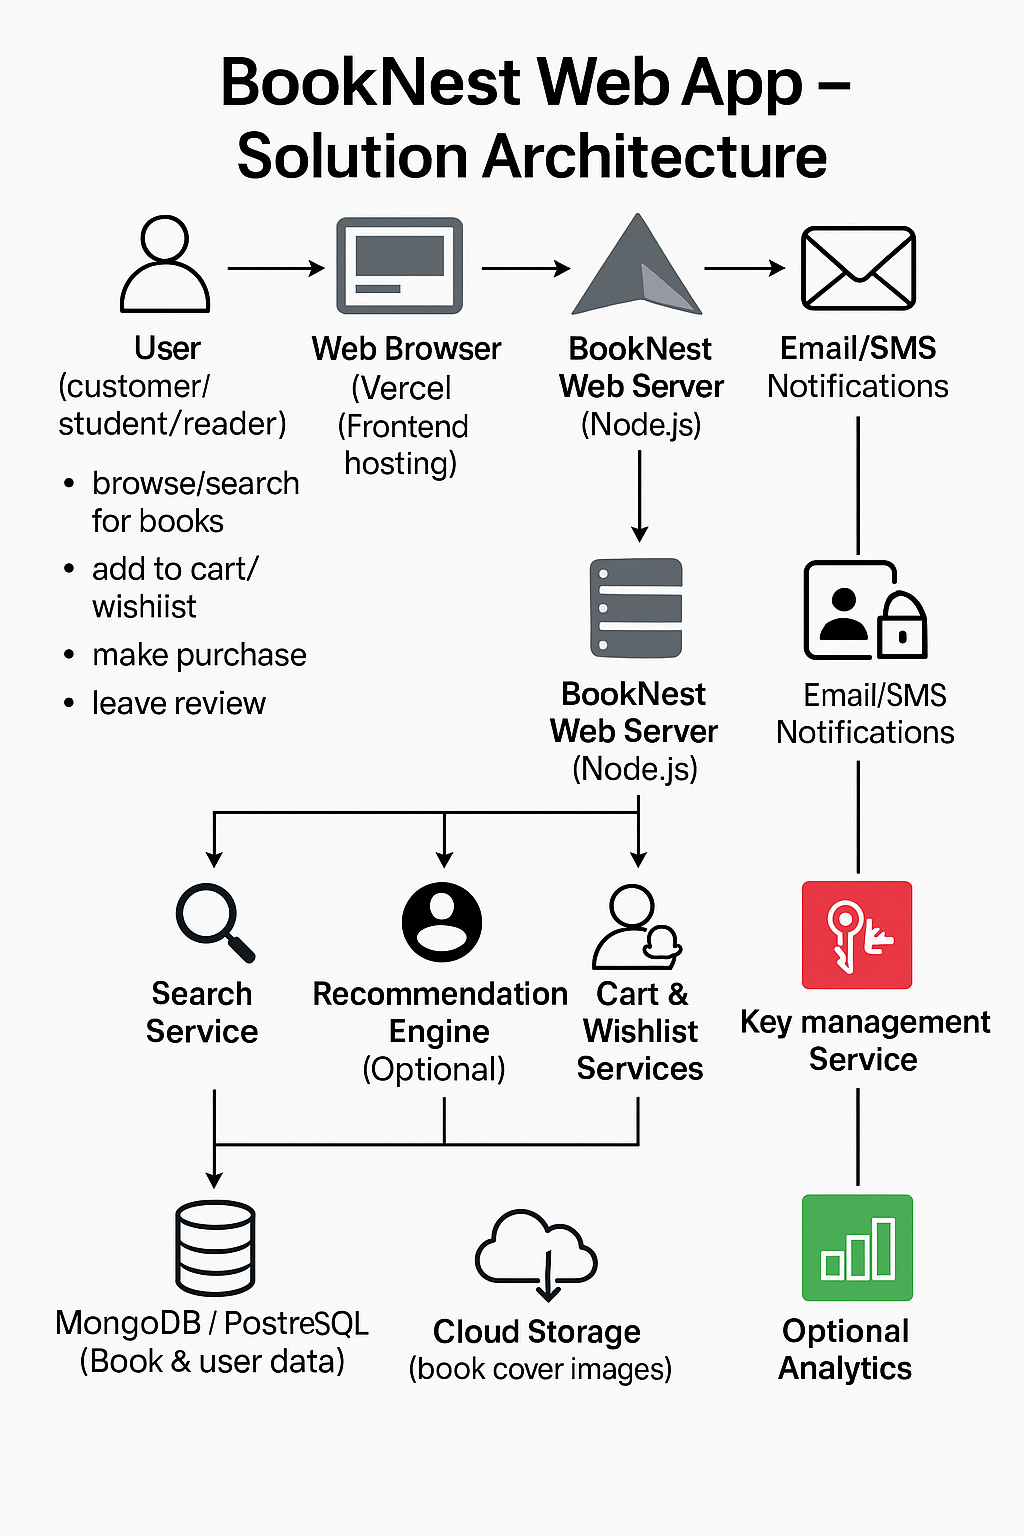 BookNest Web App –
Solution Architecture
User
(customer/
student/reader)
• browse/search
for books
• add to cart/
wishiist
• make purchase
• leave review
Web Browser
(Vercel
(Frontend
hosting)
BookNest
Web Server
(Node.js)
Email/SMS
Notifications
BookNest
Web Server
(Node.js)
Email/SMS
Notifications
Search
Service
Recommendation
Engine
(Optional)
Cart &
Wishlist
Services
Key management
Service
MongoDB / PostreSQL
(Book & user data)
Cloud Storage
(book cover images)
Optional
Analytics